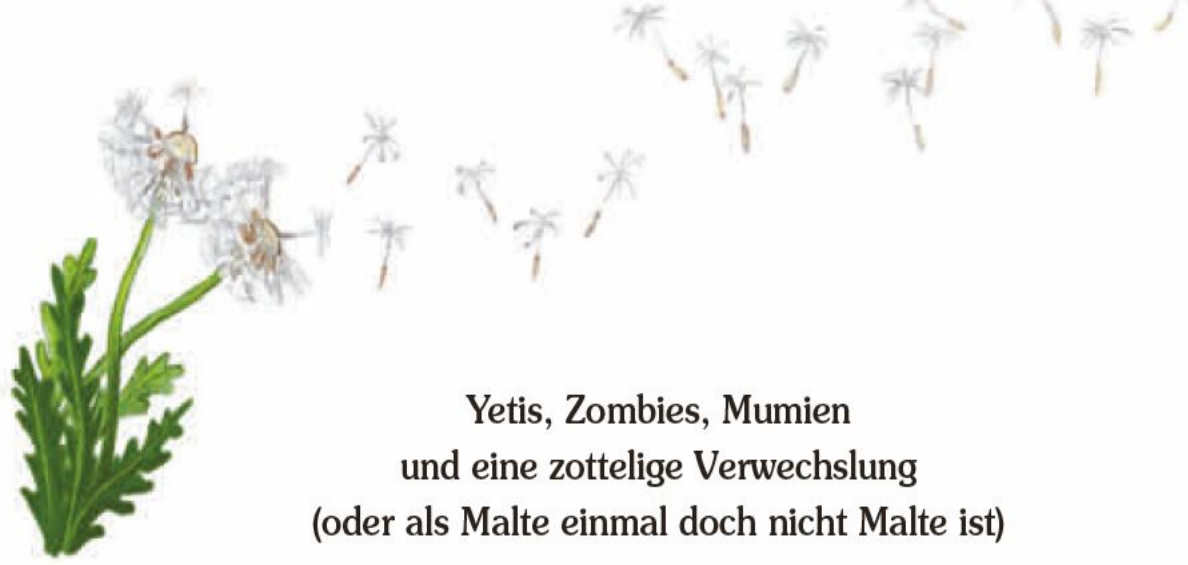 Yetis, Zombies, Mumien
und eine zottelige Verwechslung
(oder als Malte einmal doch nicht Malte ist)